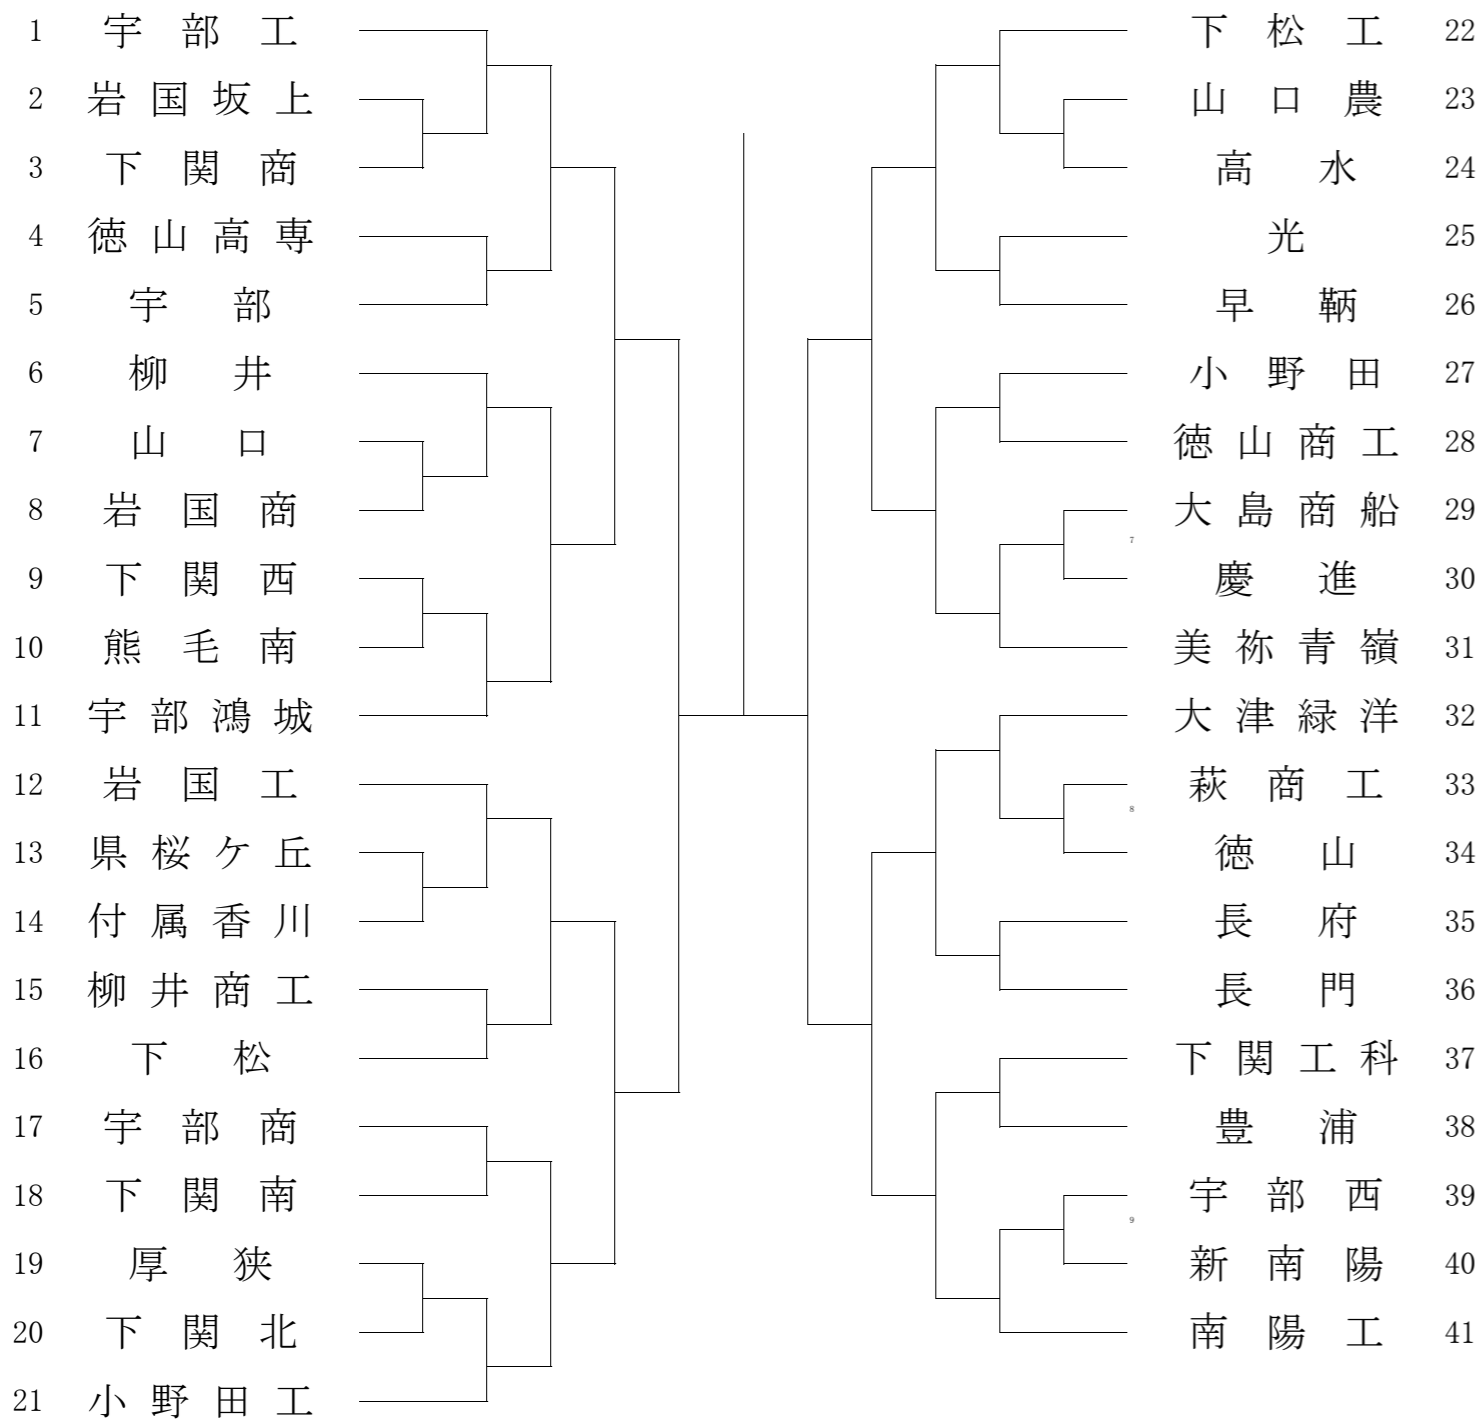 1 宇部工
2 岩国坂上
3 下関商
4 徳山高専
5 宇部
6 柳井
7 山口
8 岩国商
9 下関西
10 熊毛南
11 宇部鴻城
12 岩国工
13 県桜ケ丘
14 付属香川
15 柳井商工
16 下松
17 宇部商
18 下関南
19 厚狭
20 下関北
21 小野田工
下松工 22
山口農 23
高水 24
光 25
早鞆 26
小野田 27
徳山商工 28
大島商船 29
7
慶進 30
美祢青嶺 31
大津緑洋 32
萩商工 33
8
徳山 34
長府 35
長門 36
下関工科 37
豊浦 38
宇部西 39
9
新南陽 40
南陽工 41